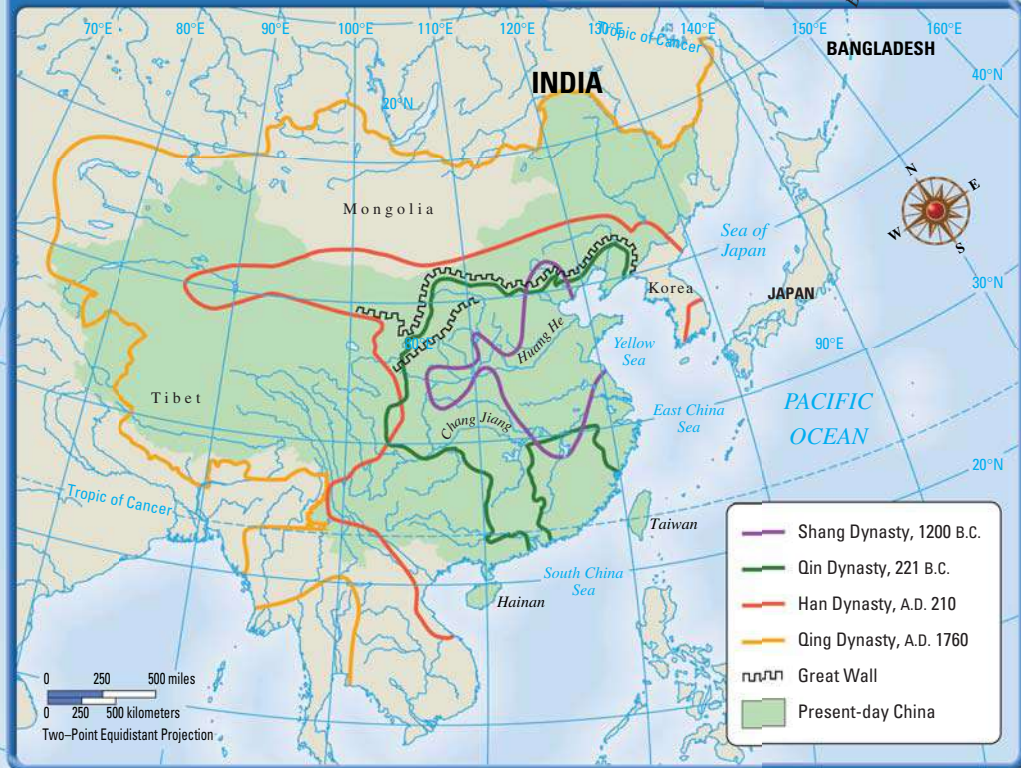 70°E 80°E 90°E 100°E 110°E 120°E 130°E Tropic of Cancer 140°E 150°E 160°E
BANGLADESH
40°N
INDIA
20°N
N
E
W
S
Mongolia
Sea of
Japan
30°N
Korea
JAPAN
Huang He
Yellow
Sea
90°E
Tibet
PACIFIC
OCEAN
East China
Sea
Chang Jiang
20°N
Tropic of Cancer
Taiwan
South China
Sea
Hainan
Shang Dynasty, 1200 B.C.
Qin Dynasty, 221 B.C.
Han Dynasty, A.D. 210
Qing Dynasty, A.D. 1760
Great Wall
Present-day China
0 250 500 miles
0 250 500 kilometers
Two–Point Equidistant Projection